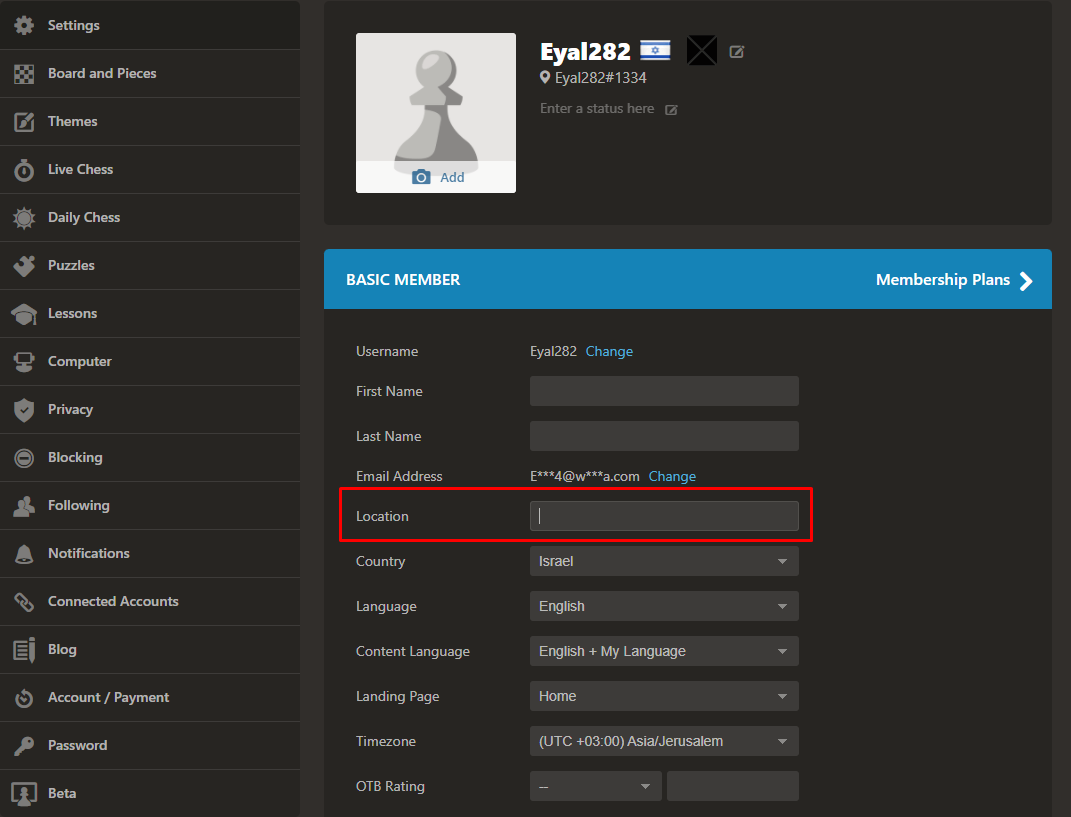 Settings
Board and Pieces
Themes
Live Chess
Daily Chess
Puzzles
Lessons
Computer
Privacy
Blocking
Following
Notifications
Connected Accounts
Blog
Account / Payment
Password
Beta
Add
Eyal282
Eyal282#1334
Enter a status here
BASIC MEMBER Membership Plans
Username Eyal282 Change
First Name
Last Name
Email Address E***4@w***a.com Change
Location
Country Israel
Language English
Content Language English + My Language
Landing Page Home
Timezone (UTC +03:00) Asia/Jerusalem
OTB Rating --